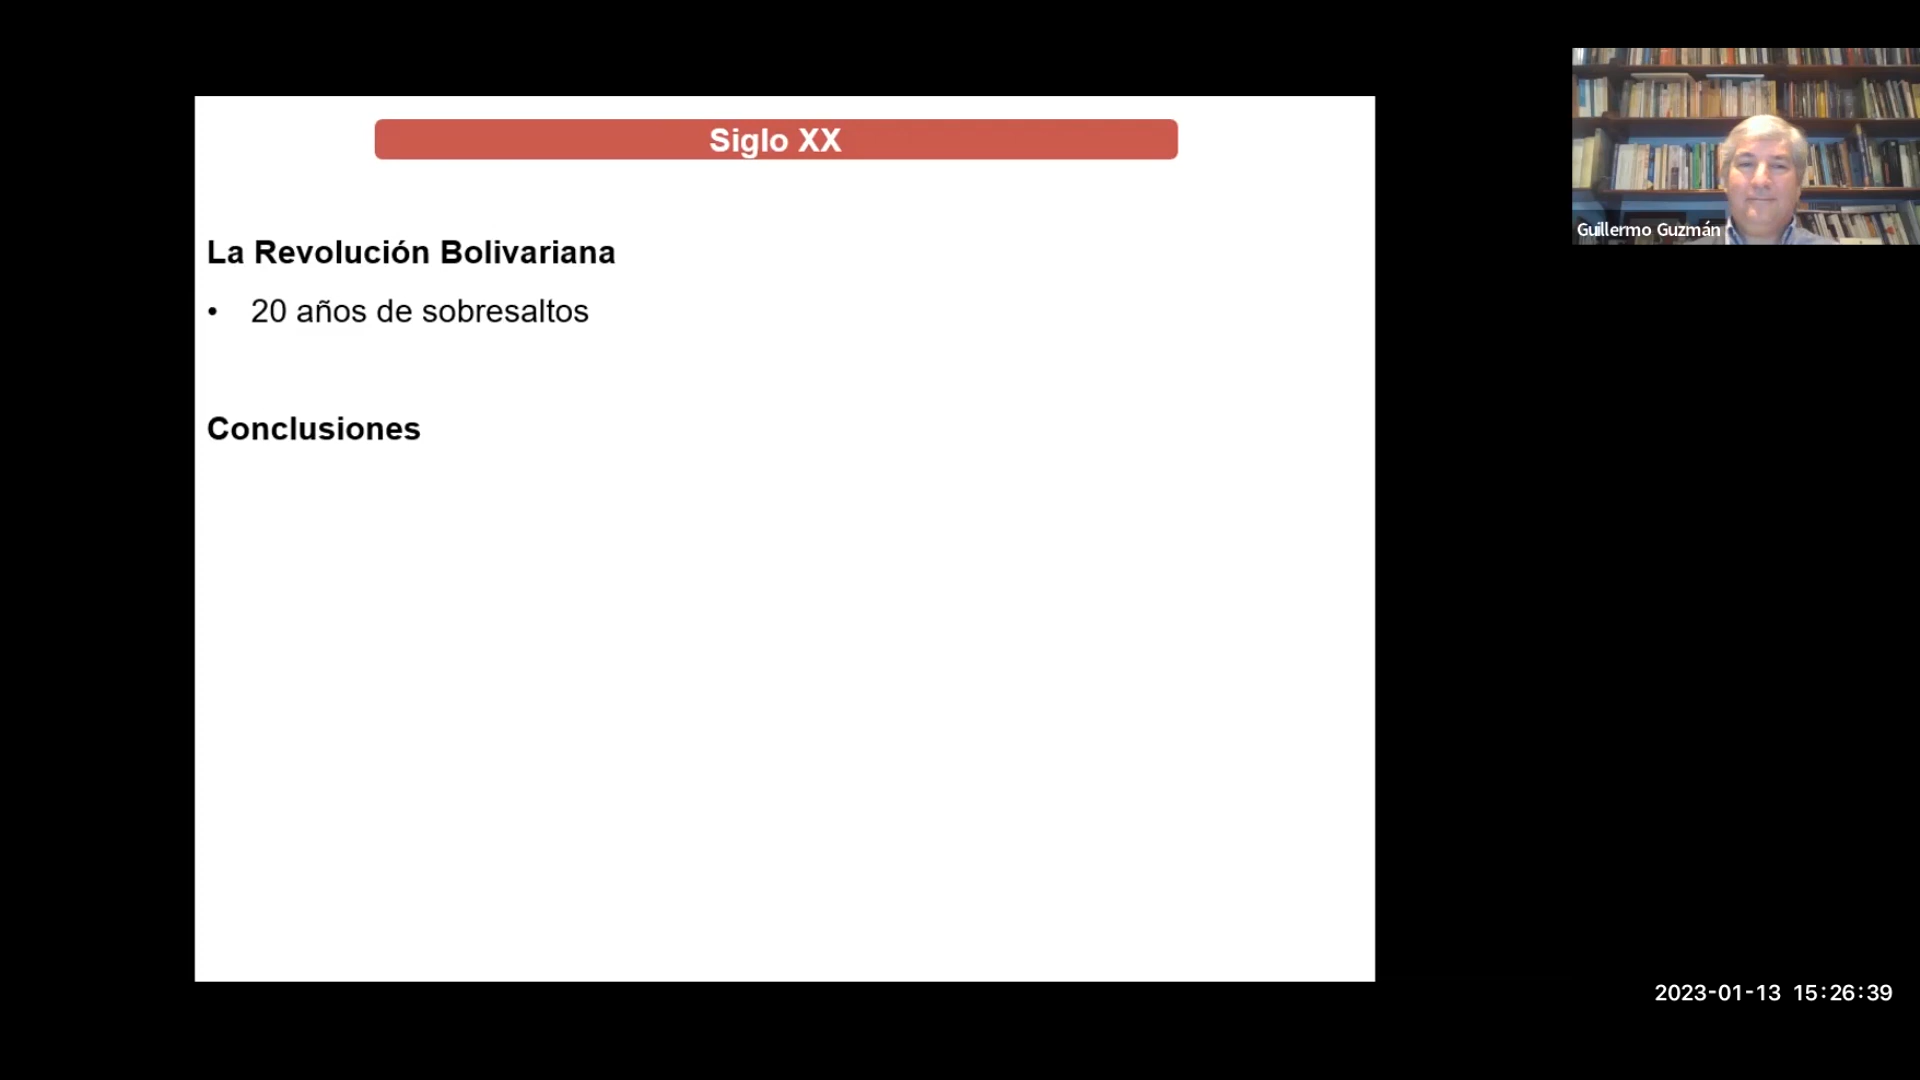 Siglo XX
La Revolución Bolivariana
• 20 años de sobresaltos
Conclusiones
Guillermo Guzmán
2023-01-13 15:26:39